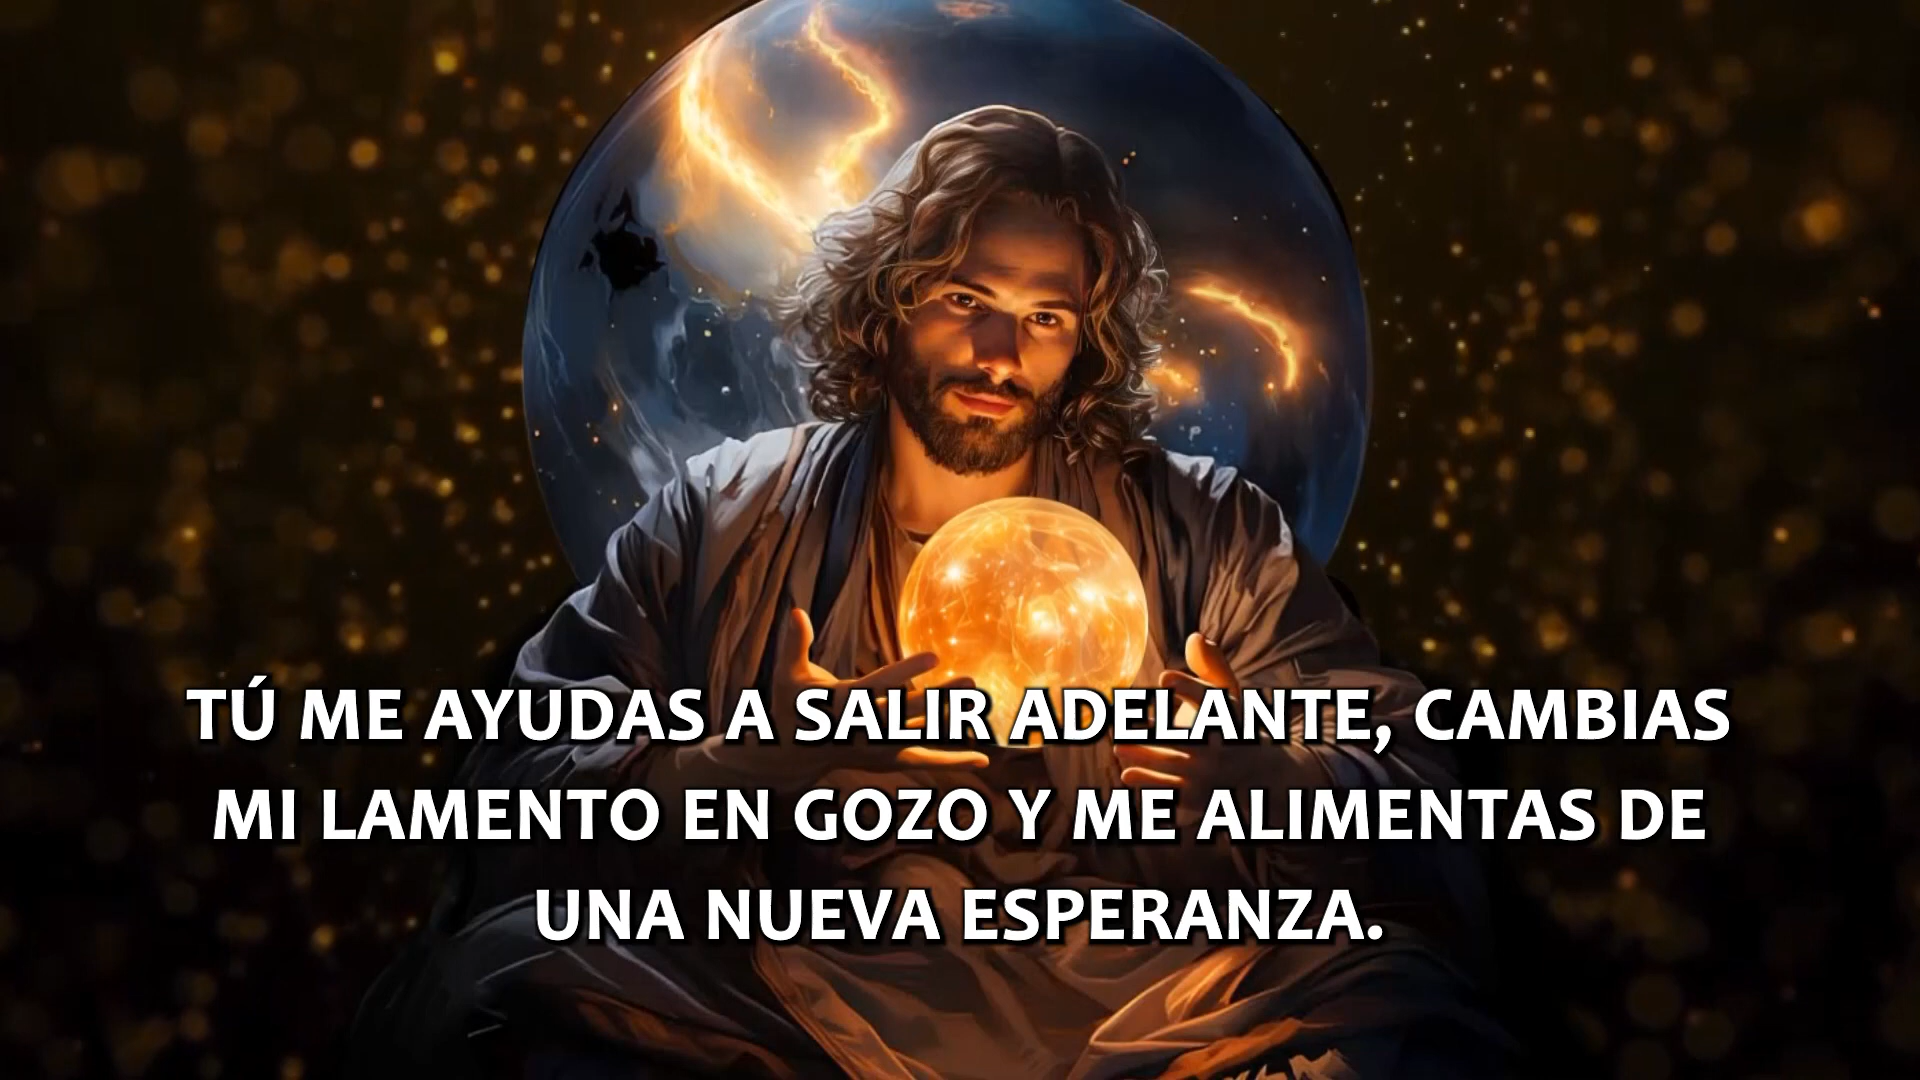 TÚ ME AYUDAS A SALIR ADELANTE, CAMBIAS
MI LAMENTO EN GOZO Y ME ALIMENTAS DE
UNA NUEVA ESPERANZA.